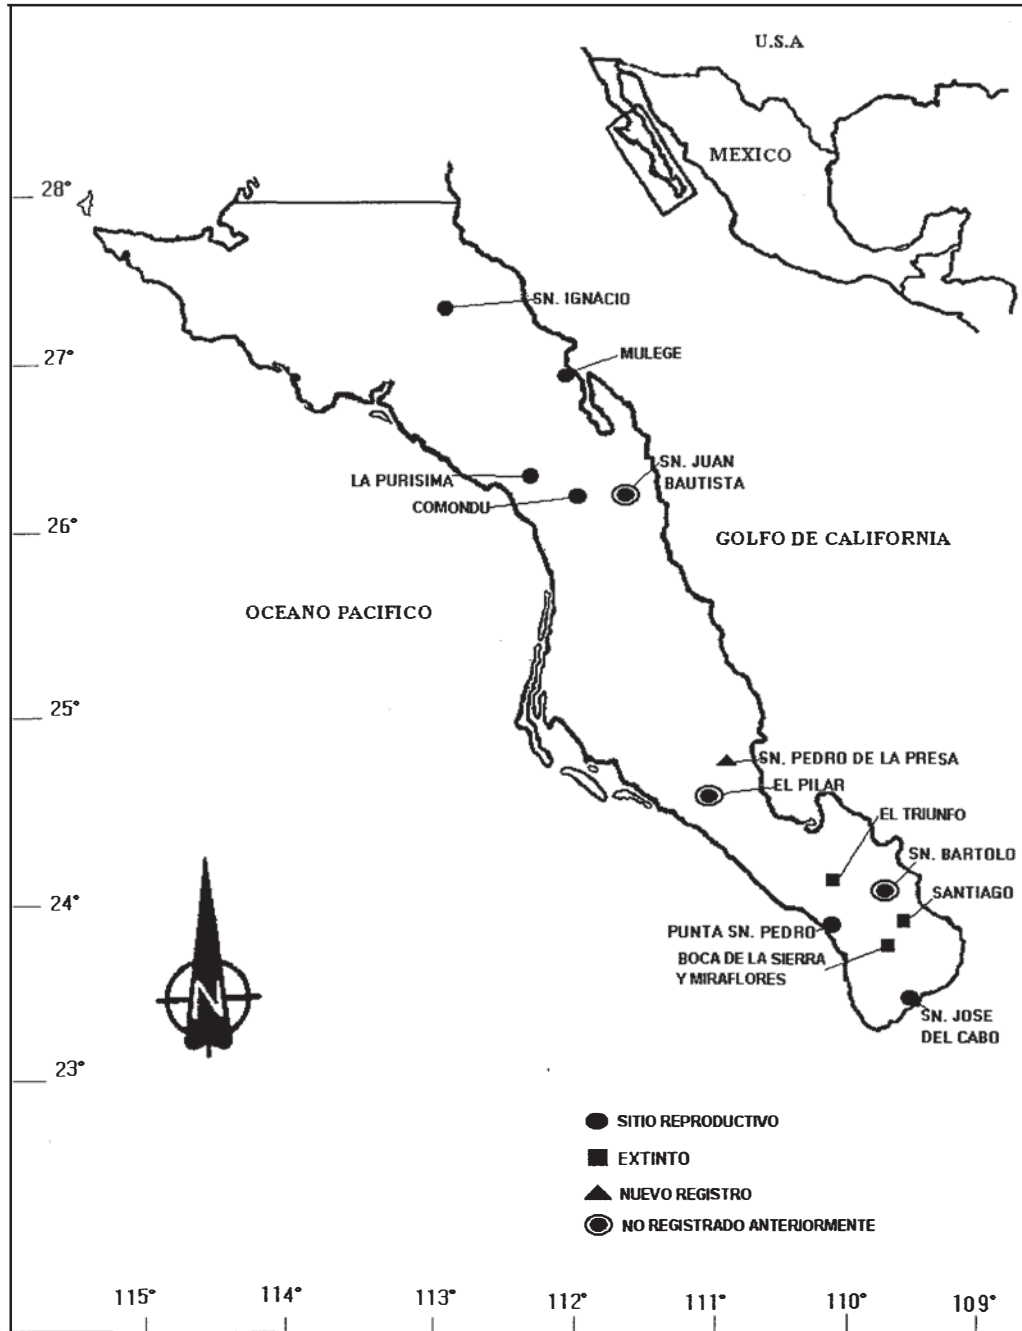 U.S.A
MEXICO
28°
SN. IGNACIO
27°
MULEGE
SN. JUAN
BAUTISTA
LA PURISIMA
COMONDU
26°
GOLFO DE CALIFORNIA
OCEANO PACIFICO
25°
SN. PEDRO DE LA PRESA
EL PILAR
EL TRIUNFO
SN. BARTOLO
SANTIAGO
24°
PUNTA SN. PEDRO
BOCA DE LA SIERRA
Y MIRAFLORES
SN. JOSE
DEL CABO
N
23°
SITIO REPRODUCTIVO
EXTINTO
NUEVO REGISTRO
NO REGISTRADO ANTERIORMENTE
115° 114° 113° 112° 111° 110° 109°